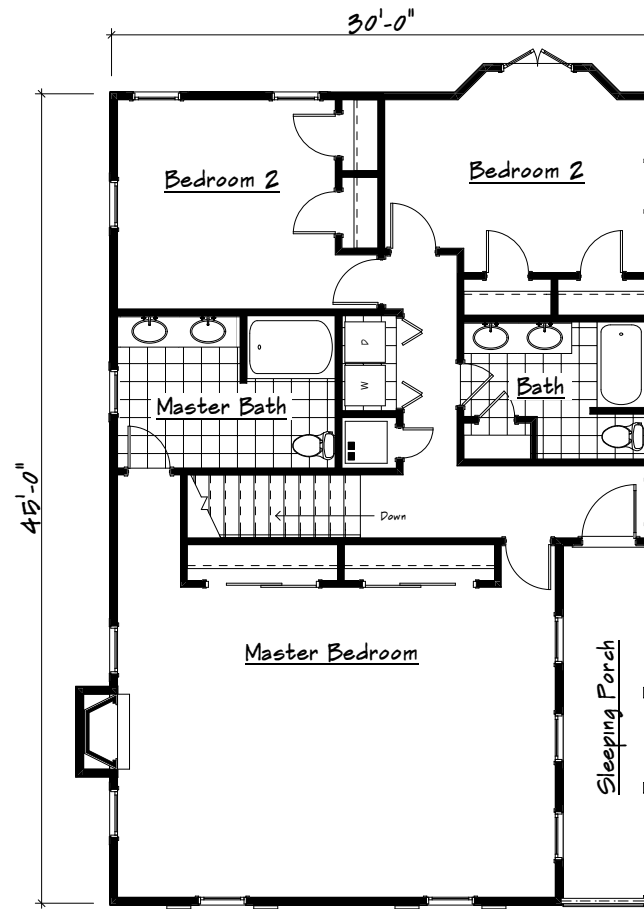 30'-0"
Bedroom 2
Bedroom 2
D
W
Master Bath
Bath
45'-0"
Down
Master Bedroom
Sleeping Porch